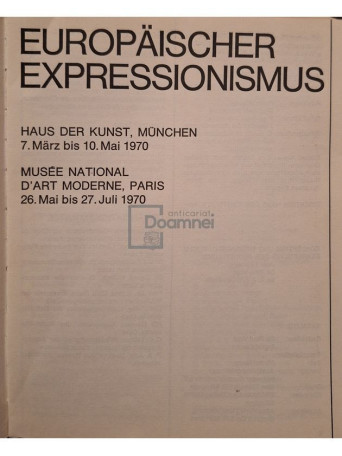 EUROPÄISCHER
EXPRESSIONISMUS
HAUS DER KUNST, MÜNCHEN
7. März bis 10. Mai 1970
MUSÉE NATIONAL
D'ART MODERNE, PARIS
26. Mai bis 27. Juli 1970
anticariat
Doamnei